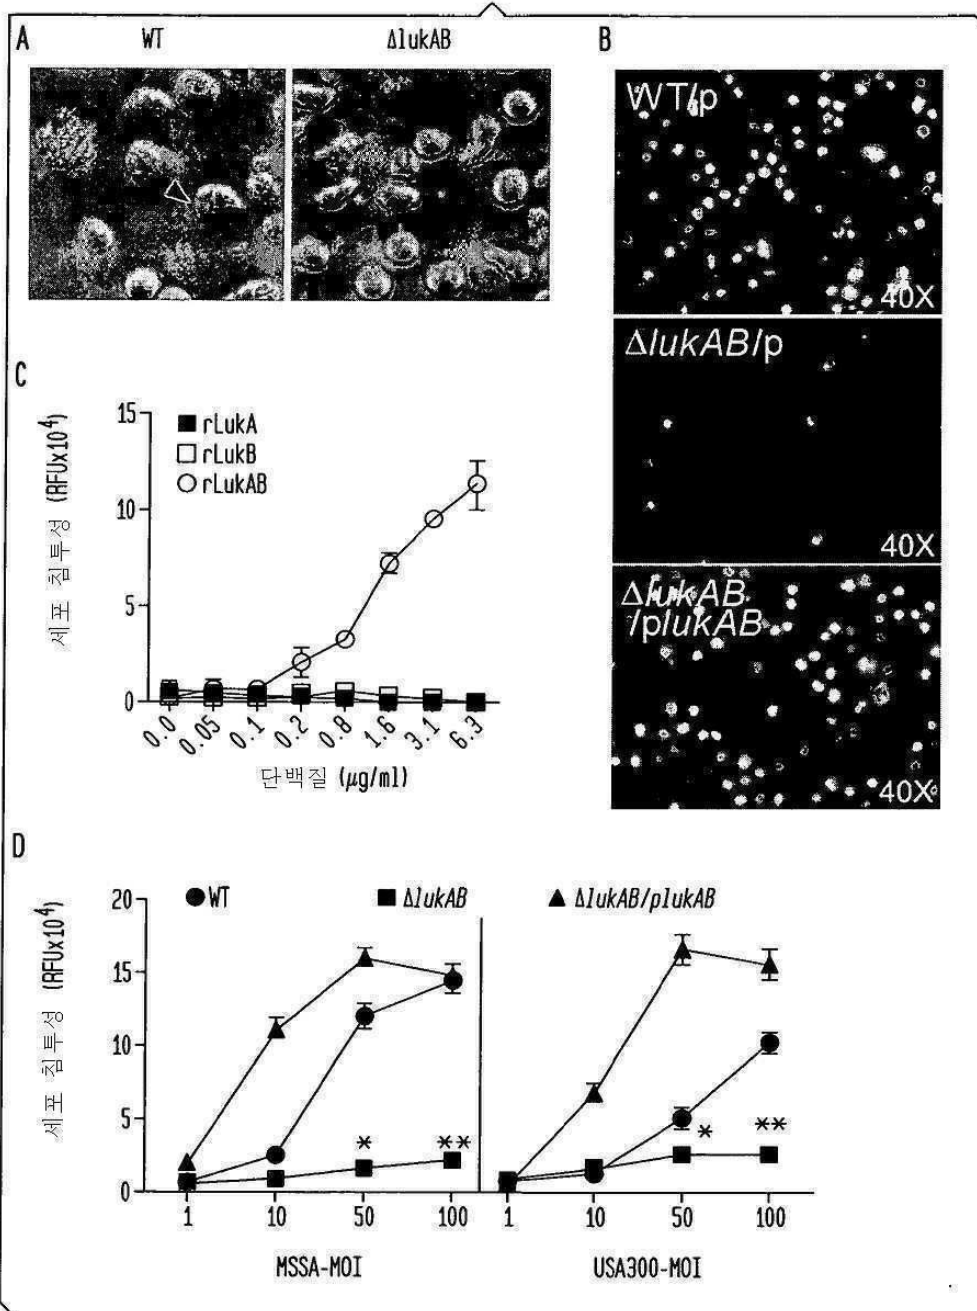 A
WT
ΔlukAB
B
WT/p
40X
ΔlukAB/p
40X
ΔlukAB
/plukAB
40X
C
세포 침투성 (RFUx10⁴)
15
10
5
0
rLukA
rLukB
rLukAB
0.0 0.05 0.1 0.2 0.8 1.6 3.1 6.3
단백질 (μg/ml)
D
세포 침투성 (RFUx10⁴)
WT ΔlukAB ΔlukAB/plukAB
20
15
10
5
0
* **
* **
1 10 50 100
1 10 50 100
MSSA-MOI
USA300-MOI